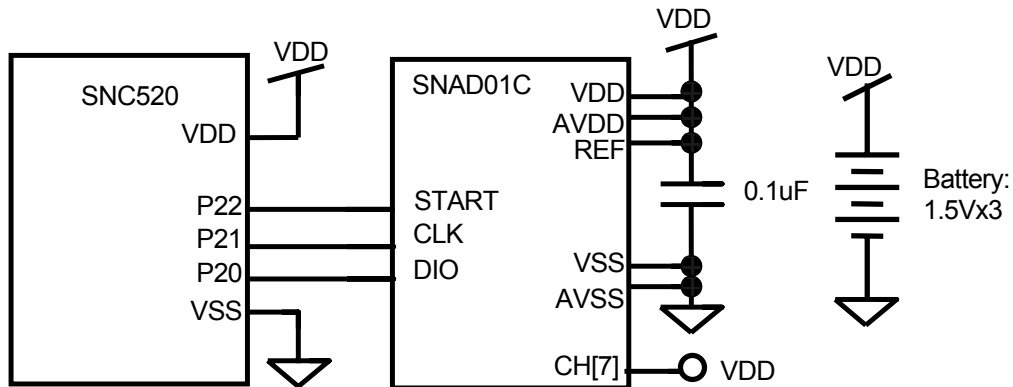 VDD
SNC520
VDD
P22
P21
P20
VSS
SNAD01C
START
CLK
DIO
VDD
AVDD
REF
VSS
AVSS
CH[7]
VDD
0.1uF
VDD
VDD
Battery:
1.5Vx3